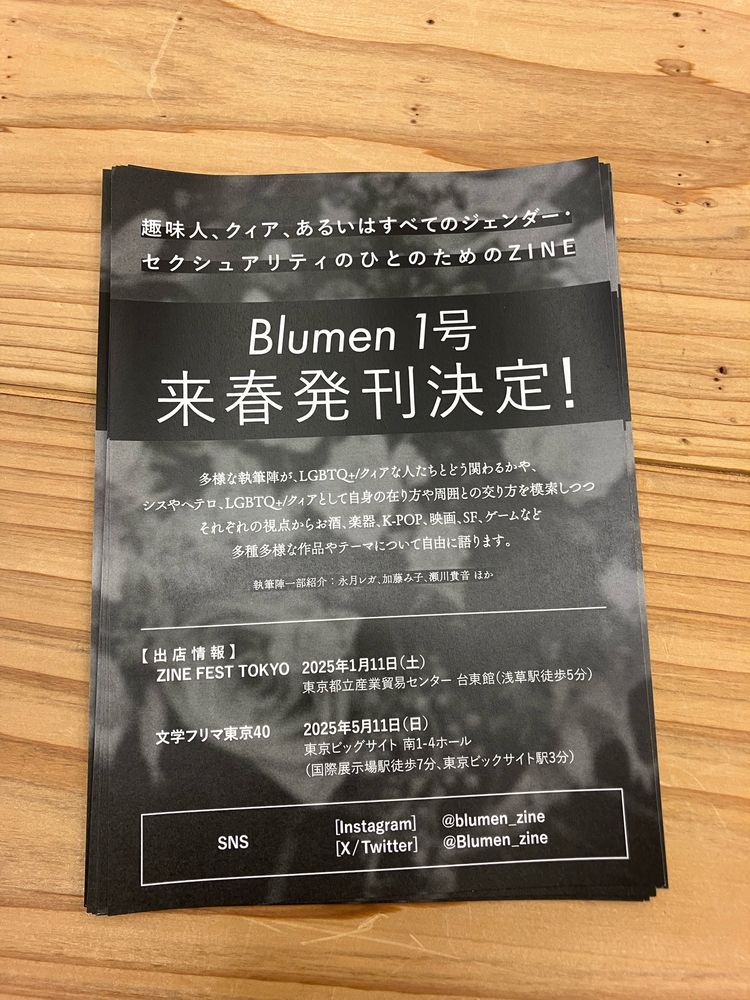 趣味人、クィア、あるいはすべてのジェンダー・
セクシュアリティのひとのためのZINE
Blumen 1号
来春発刊決定!
多様な執筆陣が、LGBTQ+/クィアな人たちとどう関わるかや、
シスやヘテロ、LGBTQ+/クィアとして自身の在り方や周囲との交り方を模索しつつ
それぞれの視点からお酒、楽器、K-POP、映画、SF、ゲームなど
多種多様な作品やテーマについて自由に語ります。
執筆陣一部紹介:永月レガ、加藤み子、瀬川貴音 ほか
【出店情報】
ZINE FEST TOKYO 2025年1月11日(土)
東京都立産業貿易センター 台東館(浅草駅徒歩5分)
文学フリマ東京40 2025年5月11日(日)
東京ビッグサイト 南1-4ホール
(国際展示場駅徒歩7分、東京ビックサイト駅3分)
SNS
[Instagram] @blumen_zine
[X/Twitter] @Blumen_zine